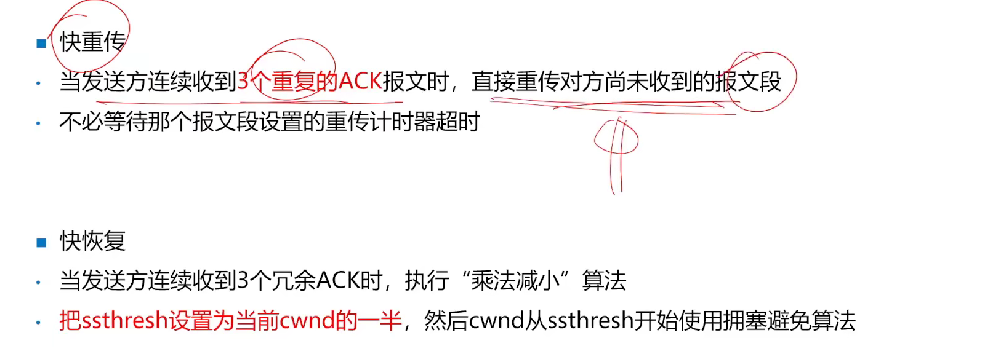 快重传
当发送方连续收到3个重复的ACK报文时，直接重传对方尚未收到的报文段
不必等待那个报文段设置的重传计时器超时
快恢复
当发送方连续收到3个冗余ACK时，执行“乘法减小”算法
把ssthresh设置为当前cwnd的一半，然后cwnd从ssthresh开始使用拥塞避免算法